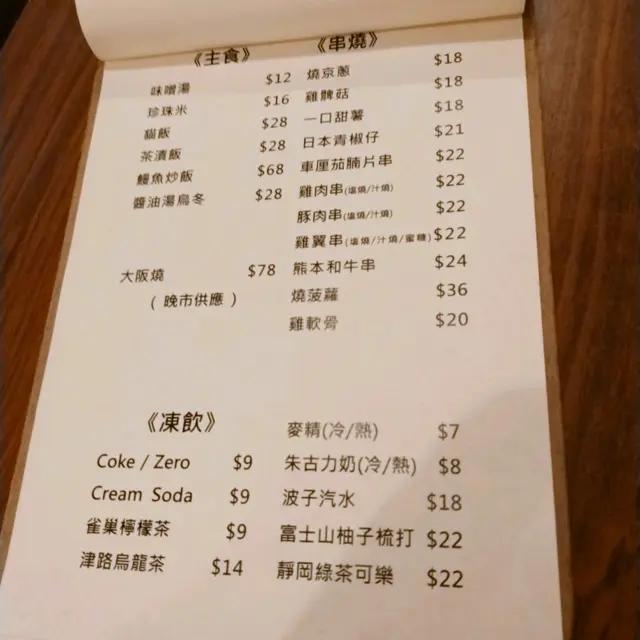 《主食》
味噌湯 $12
珍珠米 $16
貓飯 $28
茶漬飯 $28
鰻魚炒飯 $68
醬油湯烏冬 $28
大阪燒 $78
( 晚市供應 )
《串燒》
燒京蔥 $18
雞髀菇 $18
一口甜薯 $18
日本青椒仔 $21
車厘茄腩片串 $22
雞肉串(塩燒/汁燒) $22
豚肉串(塩燒/汁燒) $22
雞翼串(塩燒/汁燒/蜜糖) $22
熊本和牛串 $24
燒菠蘿 $36
雞軟骨 $20
《凍飲》
Coke / Zero $9
Cream Soda $9
雀巢檸檬茶 $9
津路烏龍茶 $14
麥精(冷/熱) $7
朱古力奶(冷/熱) $8
波子汽水 $18
富士山柚子梳打 $22
靜岡綠茶可樂 $22